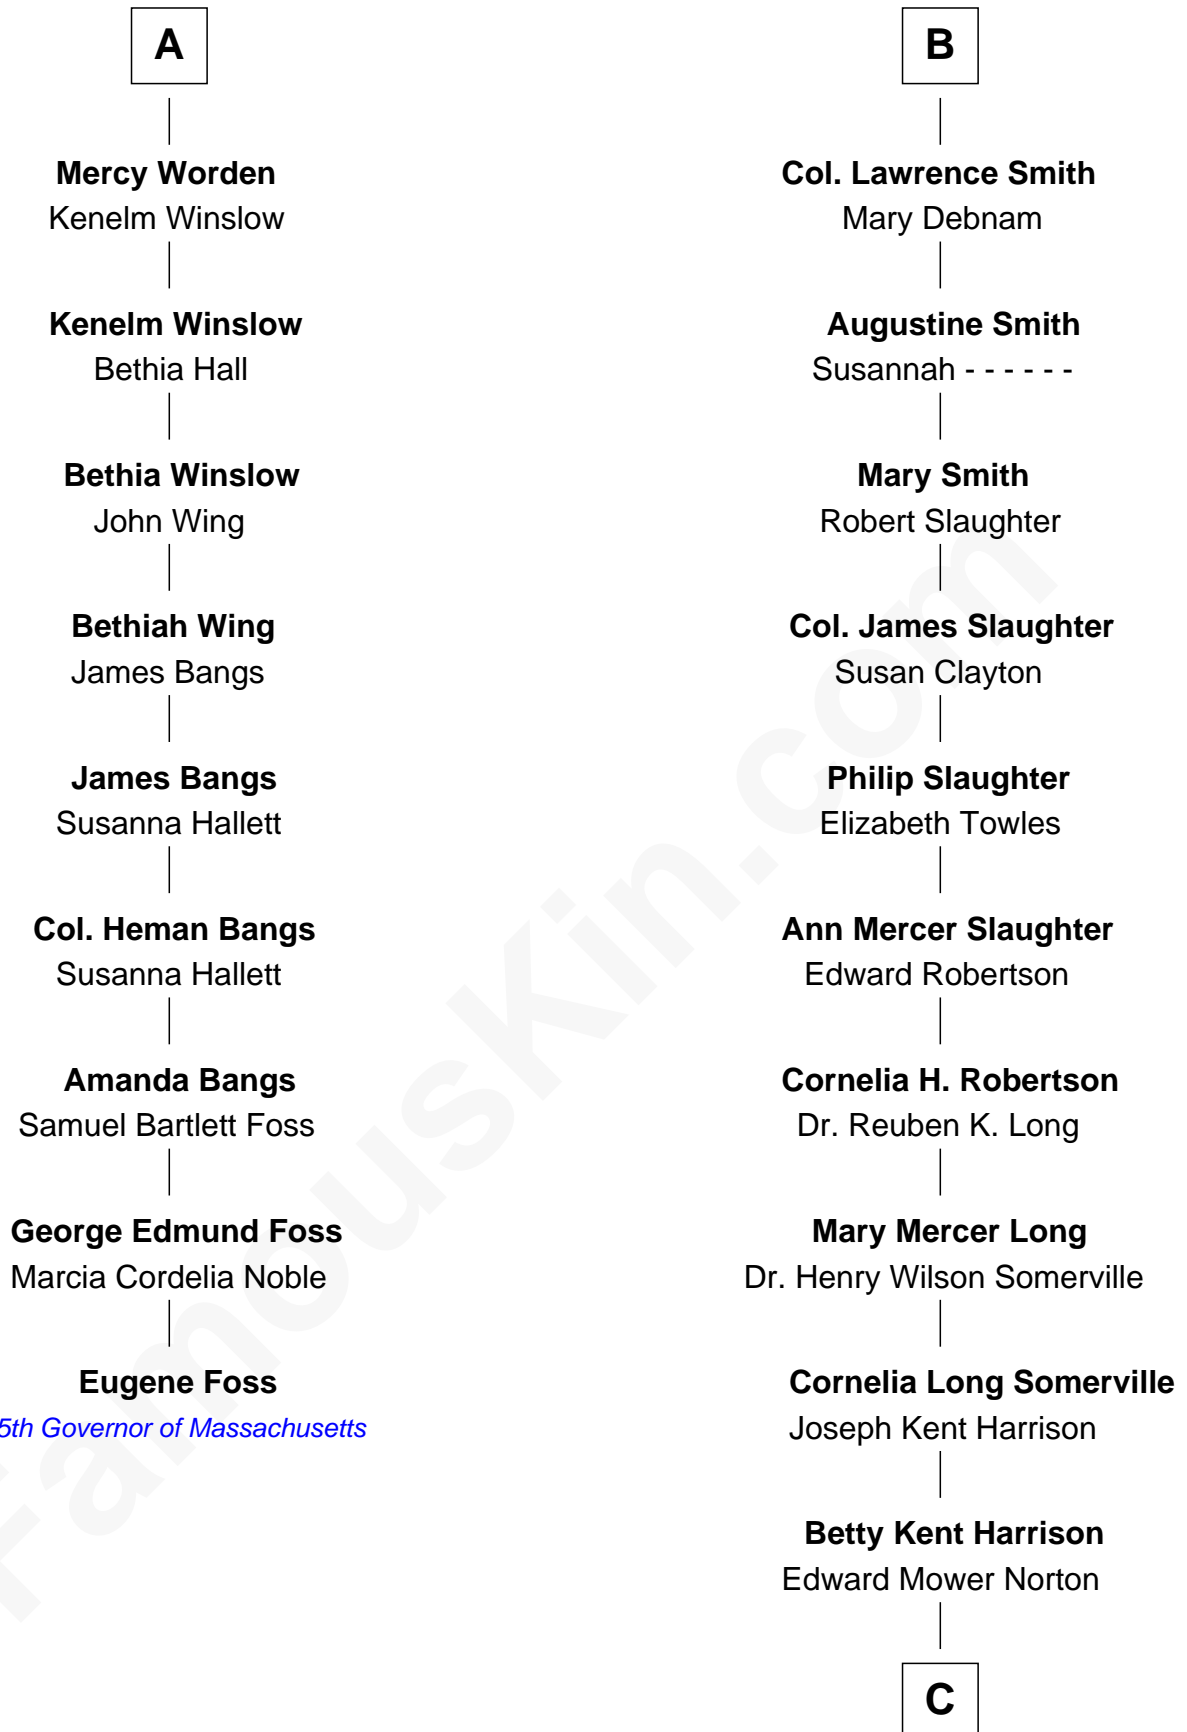 A
Mercy Worden
Kenelm Winslow
Kenelm Winslow
Bethia Hall
Bethia Winslow
John Wing
Bethiah Wing
James Bangs
James Bangs
Susanna Hallett
Col. Heman Bangs
Susanna Hallett
Amanda Bangs
Samuel Bartlett Foss
George Edmund Foss
Marcia Cordelia Noble
Eugene Foss
5th Governor of Massachusetts
B
Col. Lawrence Smith
Mary Debnam
Augustine Smith
Susannah - - - - - -
Mary Smith
Robert Slaughter
Col. James Slaughter
Susan Clayton
Philip Slaughter
Elizabeth Towles
Ann Mercer Slaughter
Edward Robertson
Cornelia H. Robertson
Dr. Reuben K. Long
Mary Mercer Long
Dr. Henry Wilson Somerville
Cornelia Long Somerville
Joseph Kent Harrison
Betty Kent Harrison
Edward Mower Norton
C
FamousKin.com